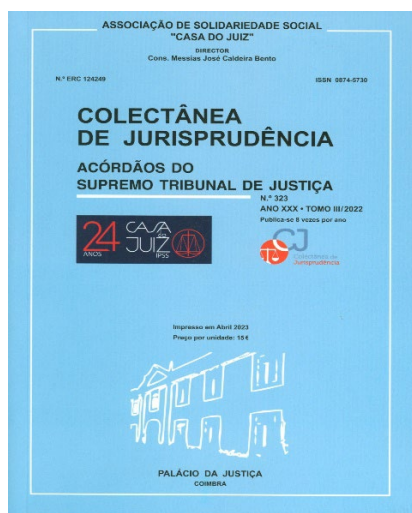 ASSOCIAÇÃO DE SOLIDARIEDADE SOCIAL
"CASA DO JUIZ"
DIRECTOR
Cons. Messias José Caldeira Bento
N.º ERC 124249
ISSN 0874-5730
COLECTÂNEA
DE JURISPRUDÊNCIA
ACÓRDÃOS DO
SUPREMO TRIBUNAL DE JUSTIÇA
N.º 323
ANO XXX • TOMO III/2022
Publica-se 5 vezes por ano
24
ANOS
CASA
do
JUIZ
IPSS
CJ
Colectânea de
Jurisprudência
Impresso em Abril 2023
Preço por unidade: 15 €
PALÁCIO DA JUSTIÇA
COIMBRA